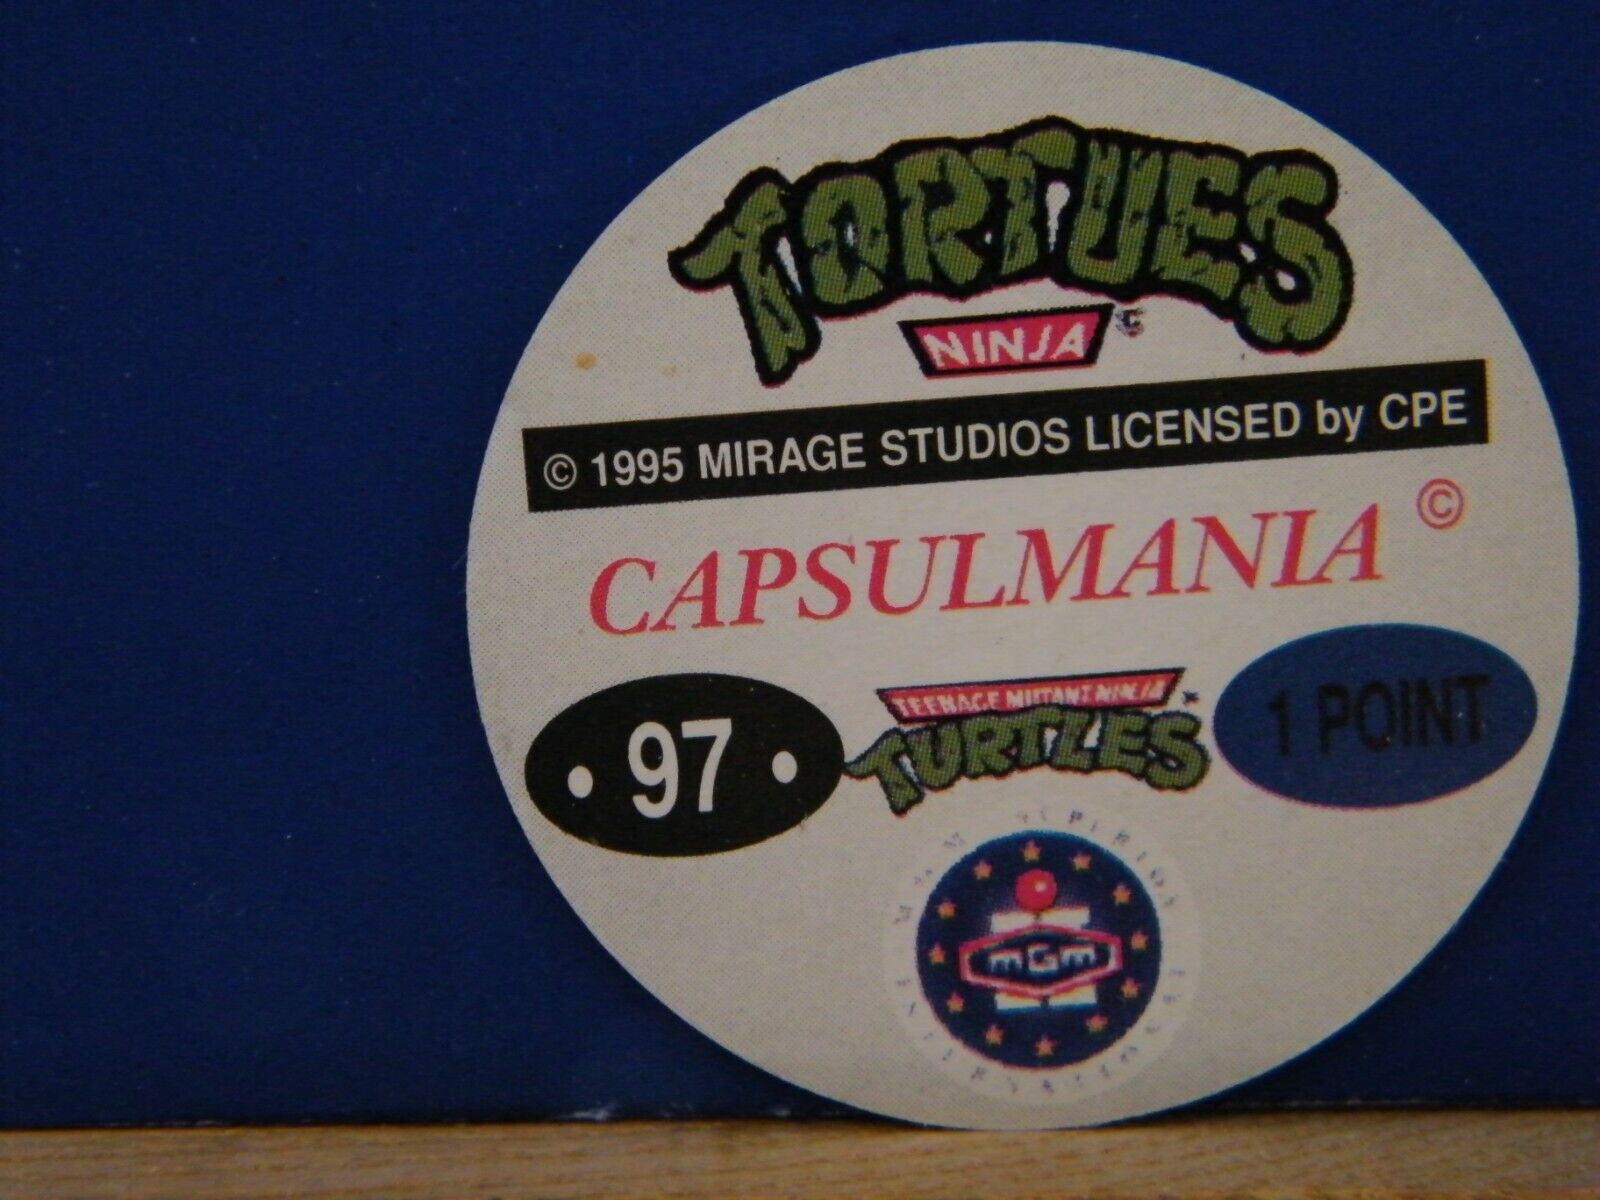 TORTUES
NINJA
© 1995 MIRAGE STUDIOS LICENSED by CPE
CAPSULMANIA ©
• 97 •
TEENAGE MUTANT NINJA
TURTLES
1 POINT
mGm